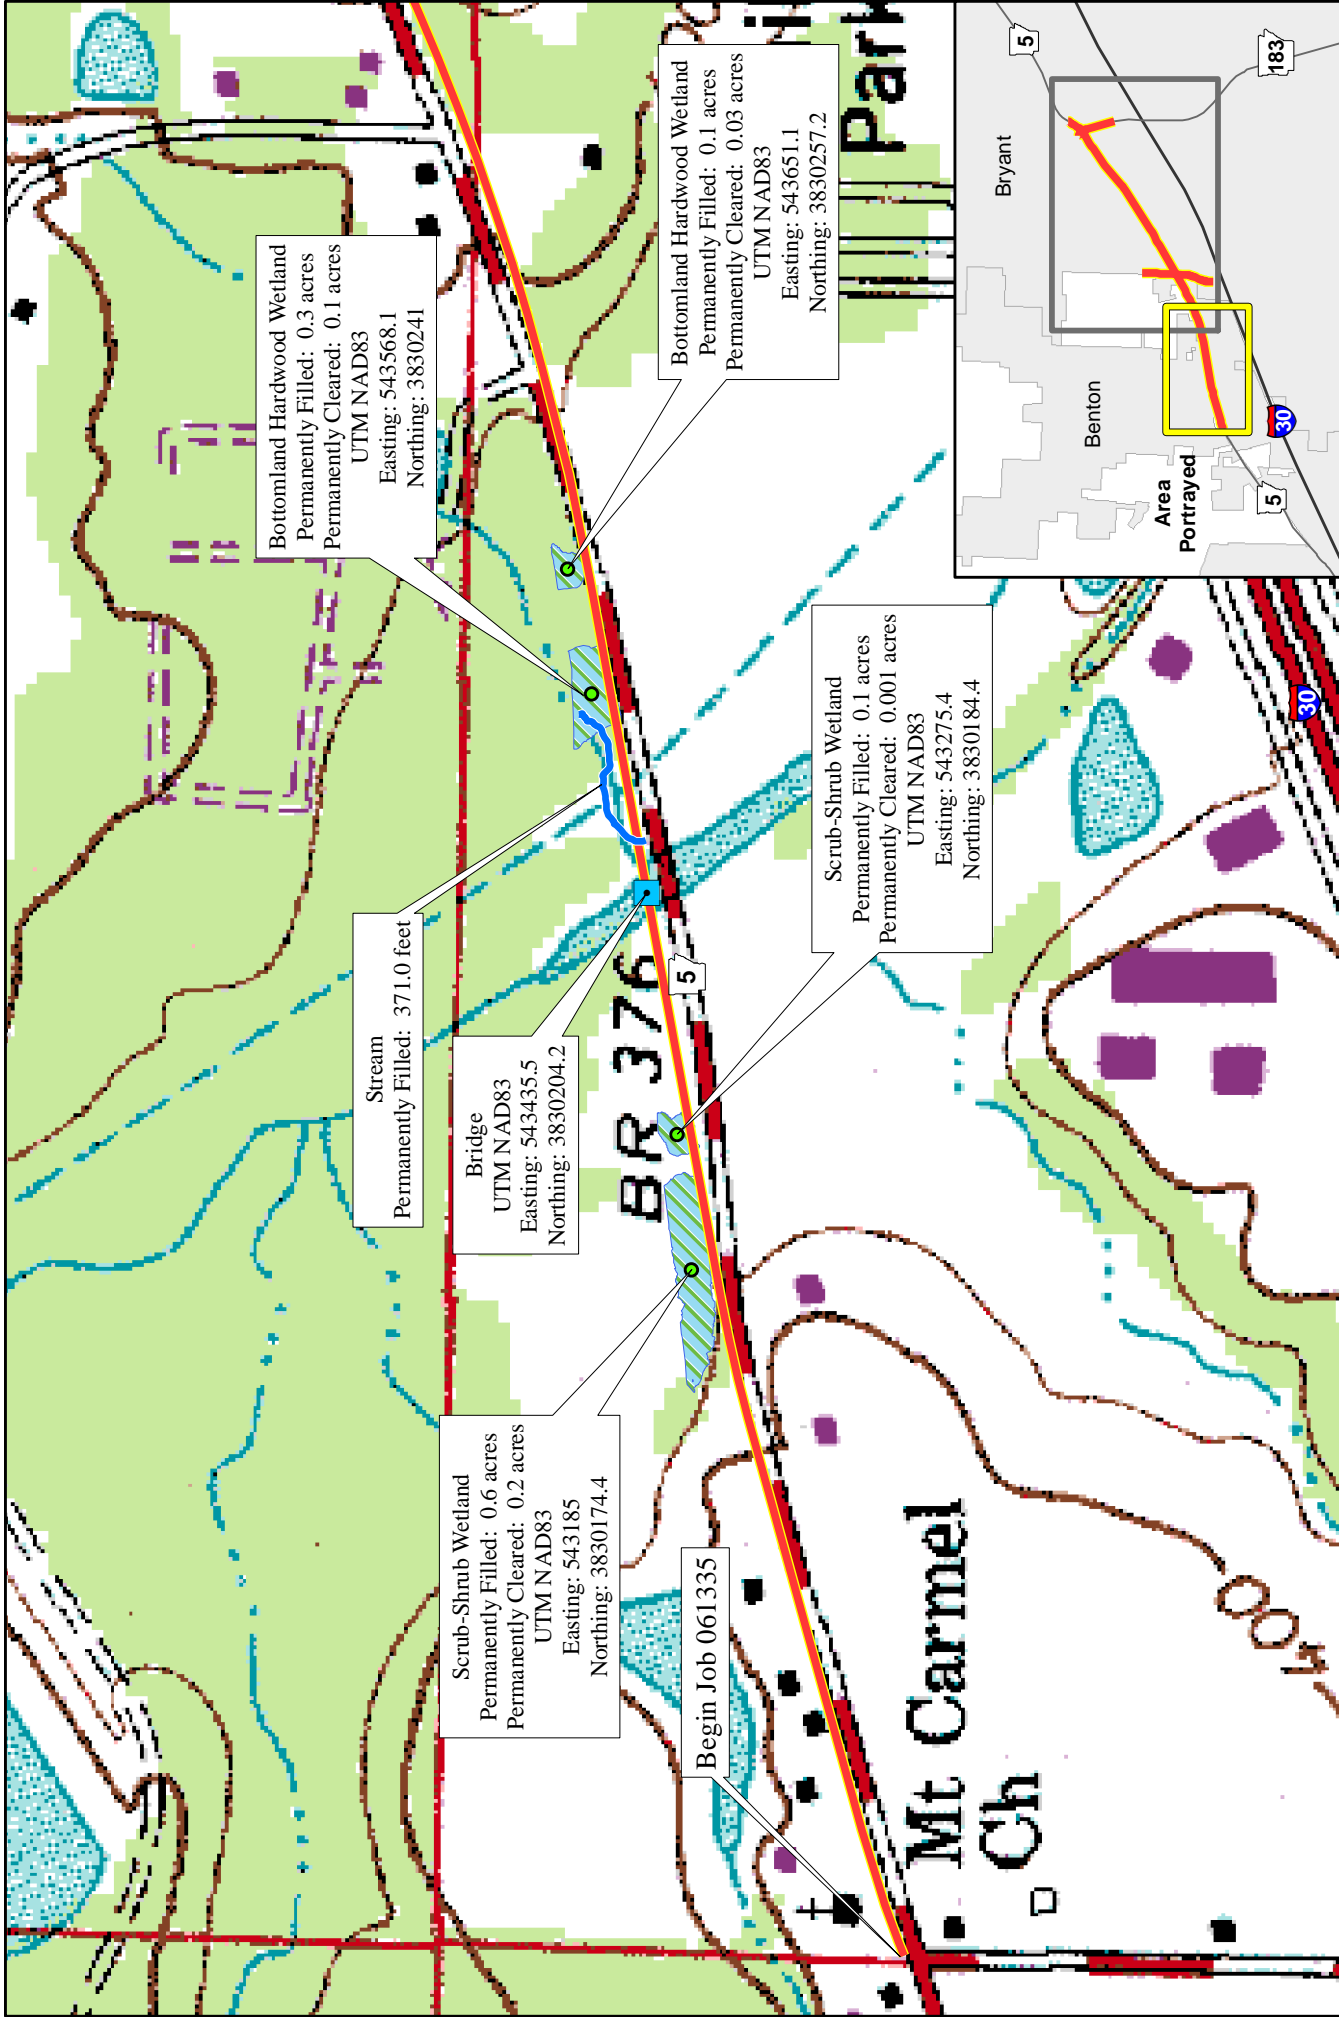 Bottomland Hardwood Wetland
Permanently Filled: 0.3 acres
Permanently Cleared: 0.1 acres
UTM NAD83
Easting: 543568.1
Northing: 3830241
Bottomland Hardwood Wetland
Permanently Filled: 0.1 acres
Permanently Cleared: 0.03 acres
UTM NAD83
Easting: 543651.1
Northing: 3830257.2
Stream
Permanently Filled: 371.0 feet
Bridge
UTM NAD83
Easting: 543435.5
Northing: 3830204.2
Scrub-Shrub Wetland
Permanently Filled: 0.1 acres
Permanently Cleared: 0.001 acres
UTM NAD83
Easting: 543275.4
Northing: 3830184.4
Scrub-Shrub Wetland
Permanently Filled: 0.6 acres
Permanently Cleared: 0.2 acres
UTM NAD83
Easting: 543185
Northing: 3830174.4
Begin Job 061335
BR 376
5
Mt Carmel
Ch
400
Park
30
Bryant
Benton
Area
Portrayed
5
183
30
5